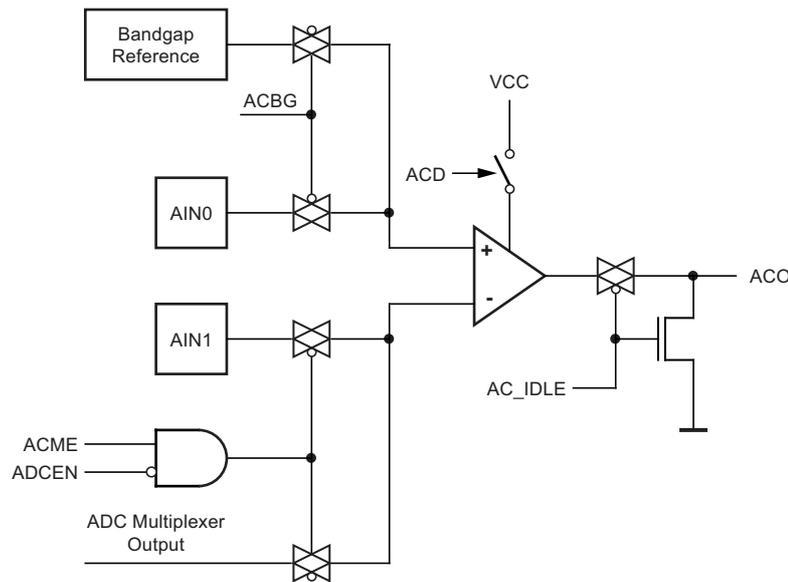 Bandgap
Reference
ACBG
VCC
ACD
AIN0
+
-
ACO
AIN1
AC_IDLE
ACME
ADCEN
ADC Multiplexer
Output